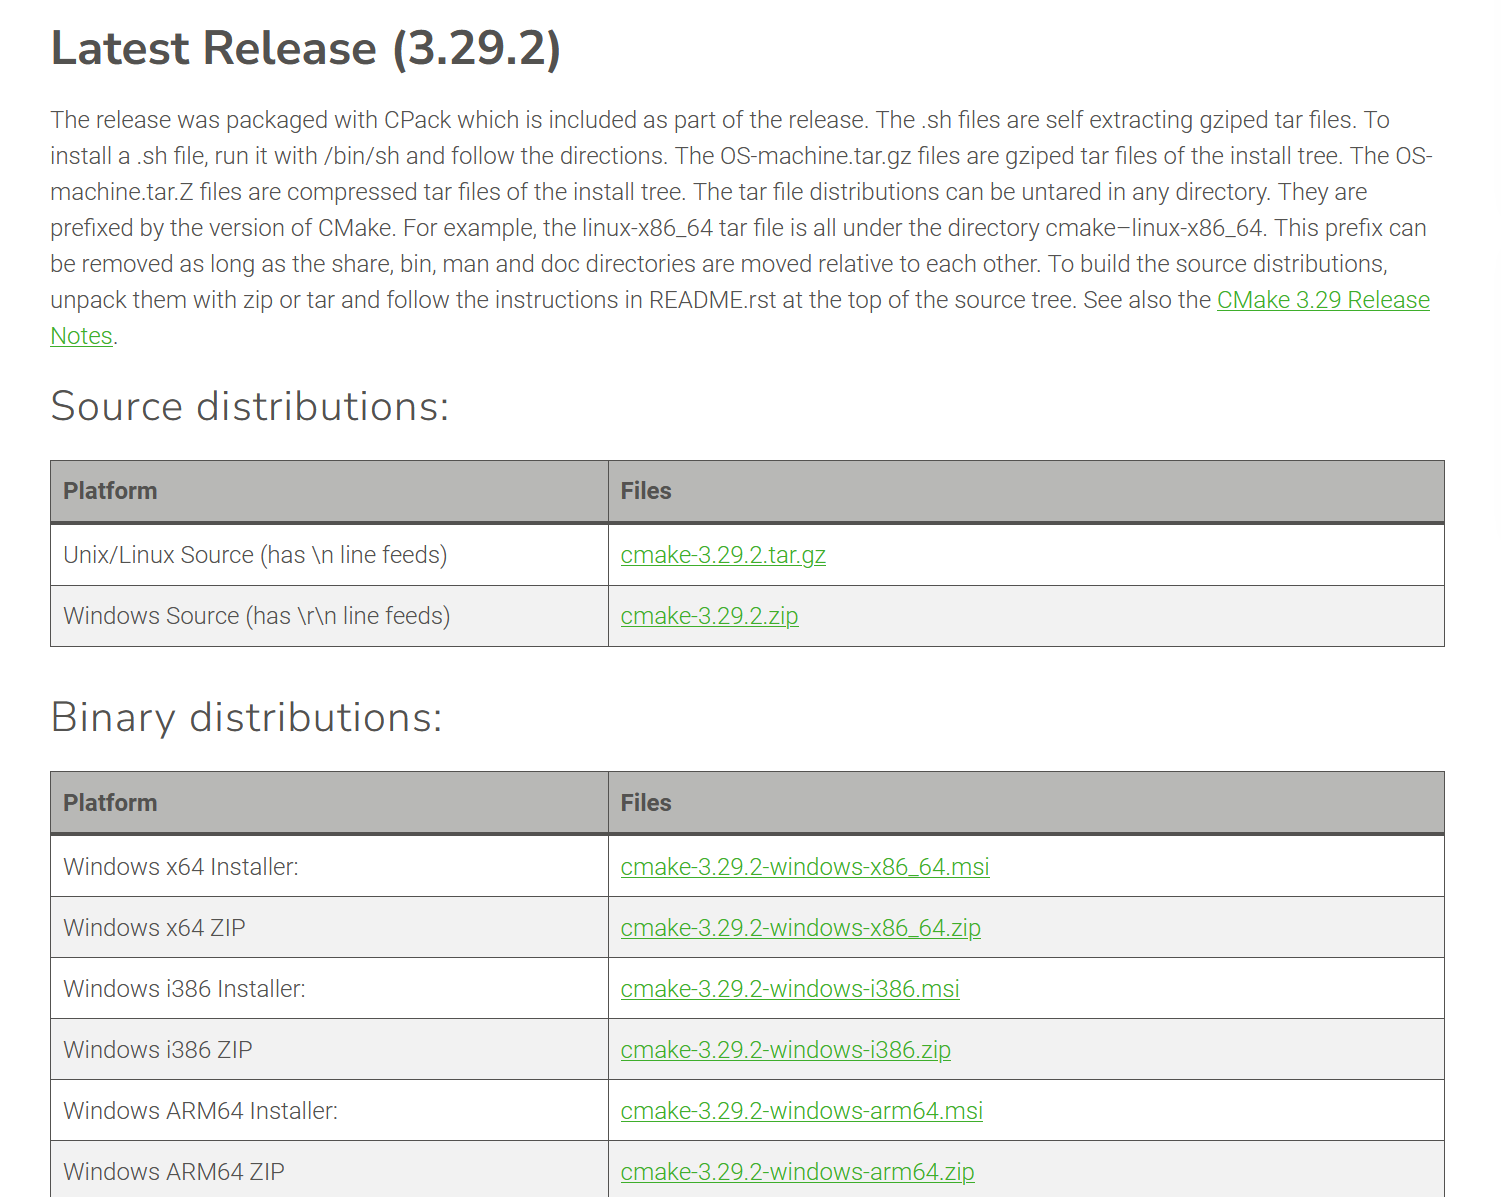 Latest Release (3.29.2)
The release was packaged with CPack which is included as part of the release. The .sh files are self extracting gziped tar files. To
install a .sh file, run it with /bin/sh and follow the directions. The OS-machine.tar.gz files are gziped tar files of the install tree. The OS-
machine.tar.Z files are compressed tar files of the install tree. The tar file distributions can be untared in any directory. They are
prefixed by the version of CMake. For example, the linux-x86_64 tar file is all under the directory cmake–linux-x86_64. This prefix can
be removed as long as the share, bin, man and doc directories are moved relative to each other. To build the source distributions,
unpack them with zip or tar and follow the instructions in README.rst at the top of the source tree. See also the CMake 3.29 Release
Notes.
Source distributions:
Platform Files
Unix/Linux Source (has \n line feeds) cmake-3.29.2.tar.gz
Windows Source (has \r\n line feeds) cmake-3.29.2.zip
Binary distributions:
Platform Files
Windows x64 Installer: cmake-3.29.2-windows-x86_64.msi
Windows x64 ZIP cmake-3.29.2-windows-x86_64.zip
Windows i386 Installer: cmake-3.29.2-windows-i386.msi
Windows i386 ZIP cmake-3.29.2-windows-i386.zip
Windows ARM64 Installer: cmake-3.29.2-windows-arm64.msi
Windows ARM64 ZIP cmake-3.29.2-windows-arm64.zip